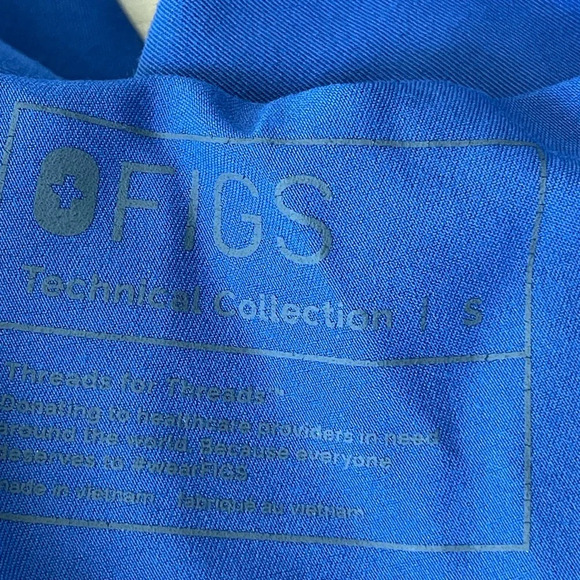 FIGS
Technical Collection | S
Threads for Threads™
Donating to healthcare providers in need
around the world. Because everyone
deserves to #wearFIGS
made in vietnam fabriqué au vietnam